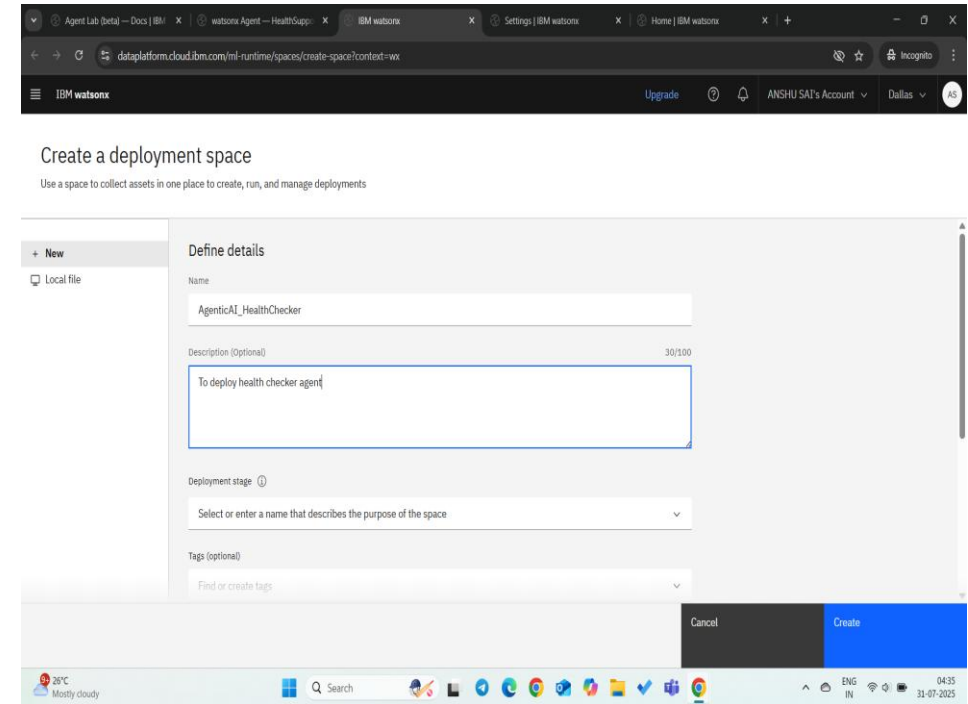 Agent Lab (beta) — Docs | IBM
watsonx Agent — HealthSuppo
IBM watsonx
Settings | IBM watsonx
Home | IBM watsonx
dataplatform.cloud.ibm.com/ml-runtime/spaces/create-space?context=wx
Incognito
IBM watsonx
Upgrade
ANSHU SAI's Account
Dallas
AS
Create a deployment space
Use a space to collect assets in one place to create, run, and manage deployments
+ New
Local file
Define details
Name
AgenticAI_HealthChecker
Description (Optional)
30/100
To deploy health checker agent
Deployment stage
Select or enter a name that describes the purpose of the space
Tags (optional)
Find or create tags
Cancel
Create
26°C
Mostly cloudy
Search
ENG
IN
04:35
31-07-2025